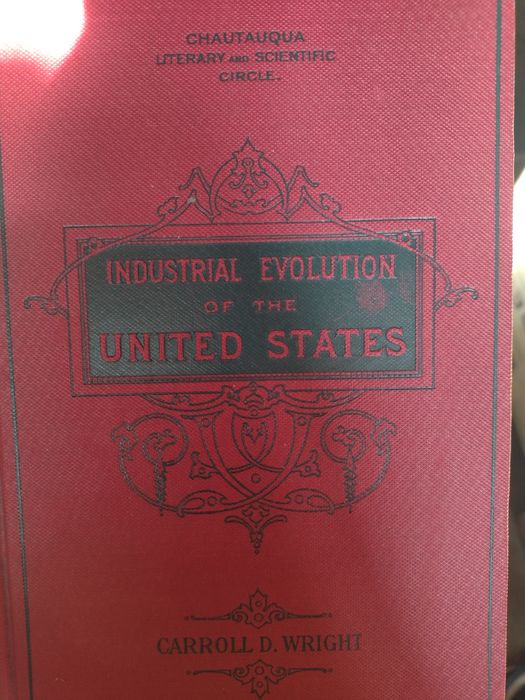 CHAUTAUQUA
LITERARY AND SCIENTIFIC
CIRCLE.
INDUSTRIAL EVOLUTION
OF THE
UNITED STATES
CARROLL D. WRIGHT